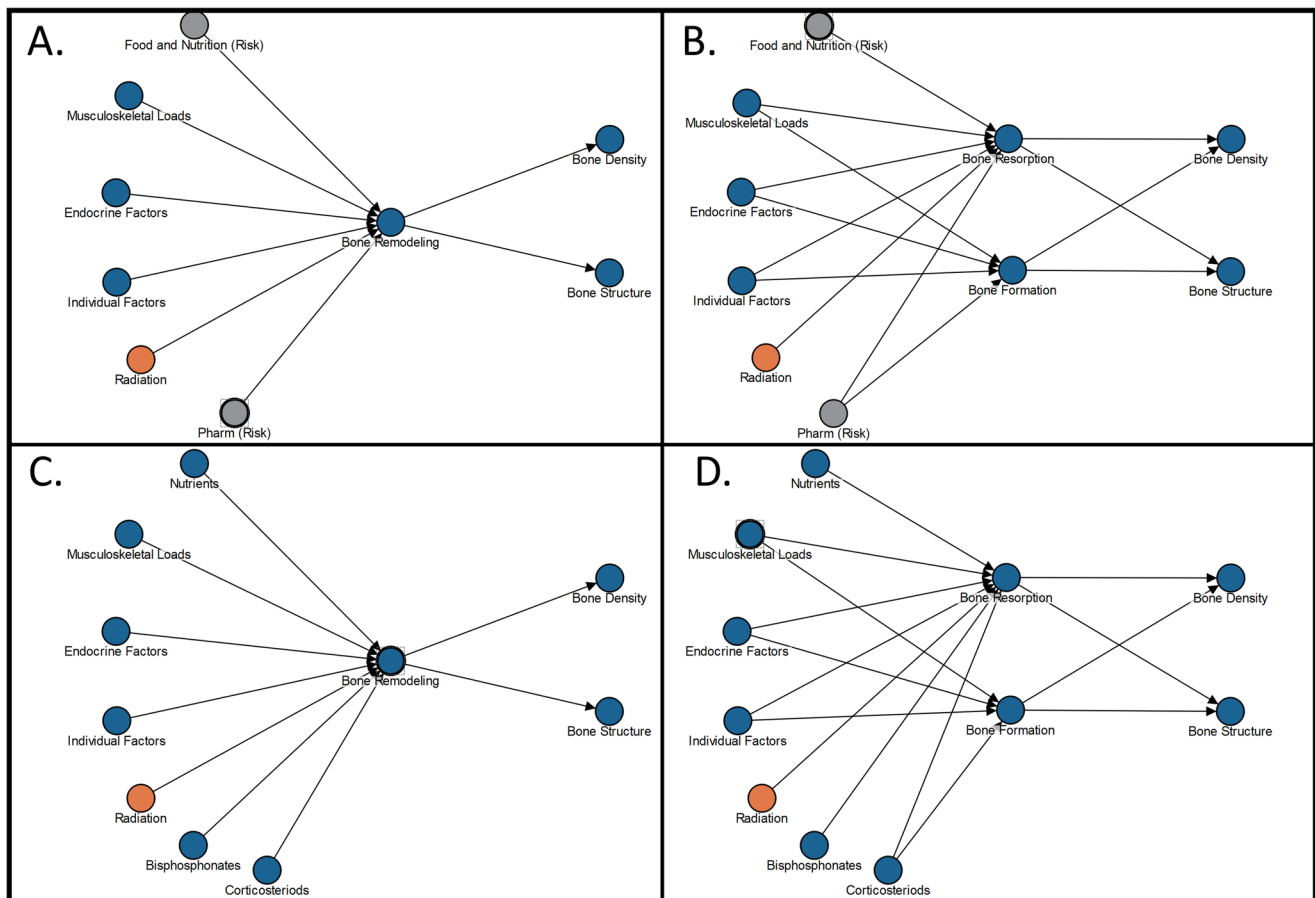 A.
Food and Nutrition (Risk)
Musculoskeletal Loads
Bone Density
Endocrine Factors
Bone Remodeling
Individual Factors
Bone Structure
Radiation
Pharm (Risk)
B.
Food and Nutrition (Risk)
Musculoskeletal Loads
Bone Resorption
Bone Density
Endocrine Factors
Individual Factors
Bone Formation
Bone Structure
Radiation
Pharm (Risk)
C.
Nutrients
Musculoskeletal Loads
Bone Density
Endocrine Factors
Bone Remodeling
Individual Factors
Bone Structure
Radiation
Bisphosphonates
Corticosteriods
D.
Nutrients
Musculoskeletal Loads
Bone Resorption
Bone Density
Endocrine Factors
Individual Factors
Bone Formation
Bone Structure
Radiation
Bisphosphonates
Corticosteriods